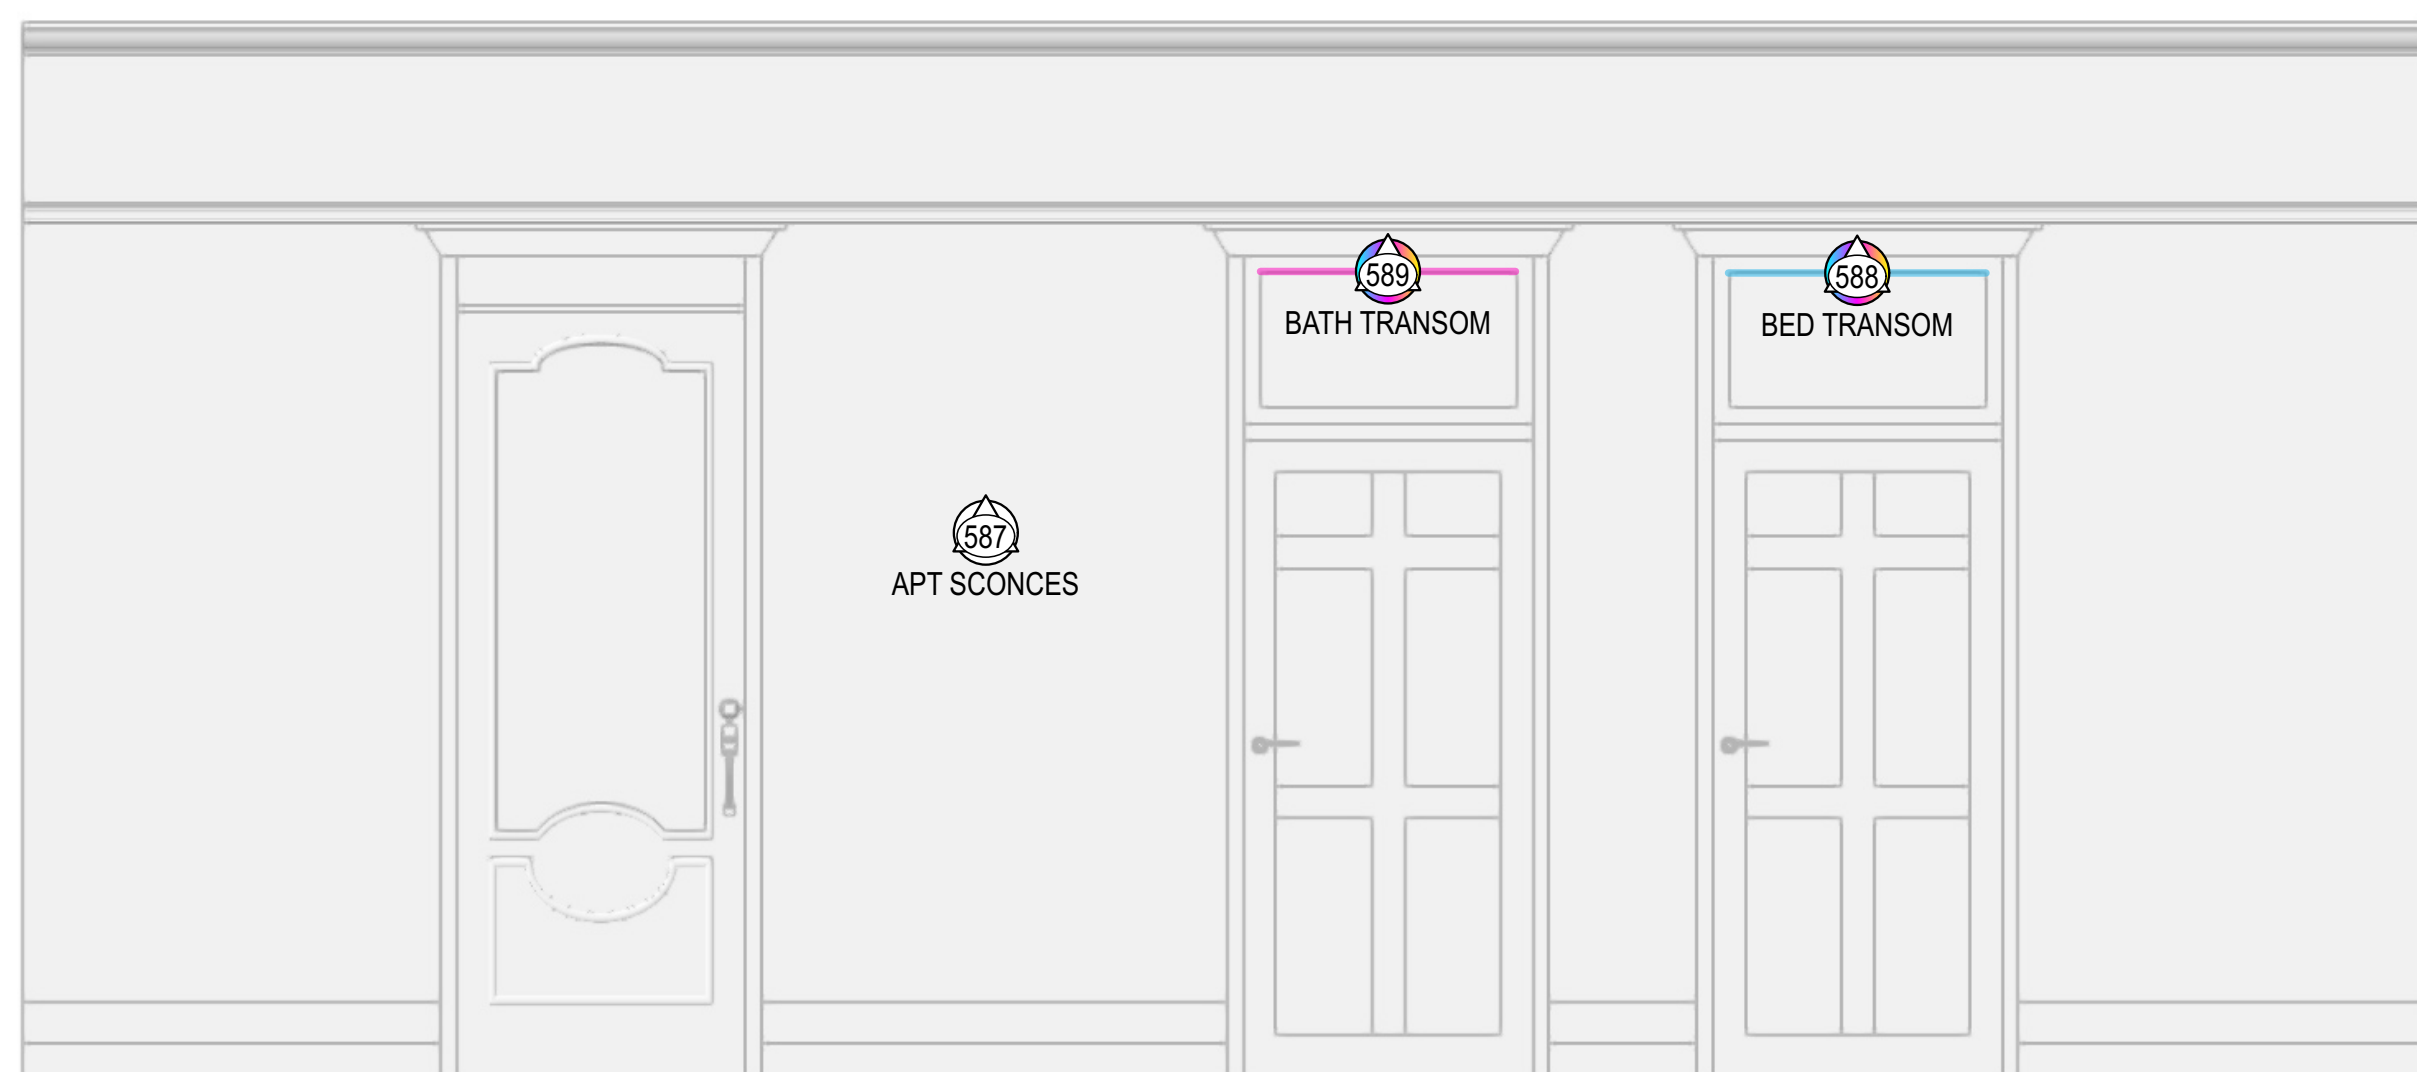 589
BATH TRANSOM
588
BED TRANSOM
587
APT SCONCES